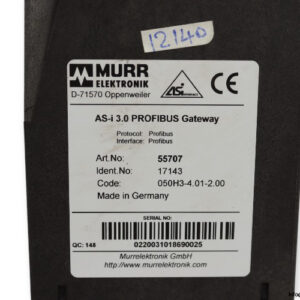 12140
MURR
ELEKTRONIK
D-71570 Oppenweiler
ASi
CE
AS-i 3.0 PROFIBUS Gateway
Protocol: Profibus
Interface: Profibus
Art.No: 55707
Ident.No: 17143
Code: 050H3-4.01-2.00
Made in Germany
SERIAL NO:
QC: 148
0220031018690025
Murrelektronik GmbH
http://www.murrelektronik.com